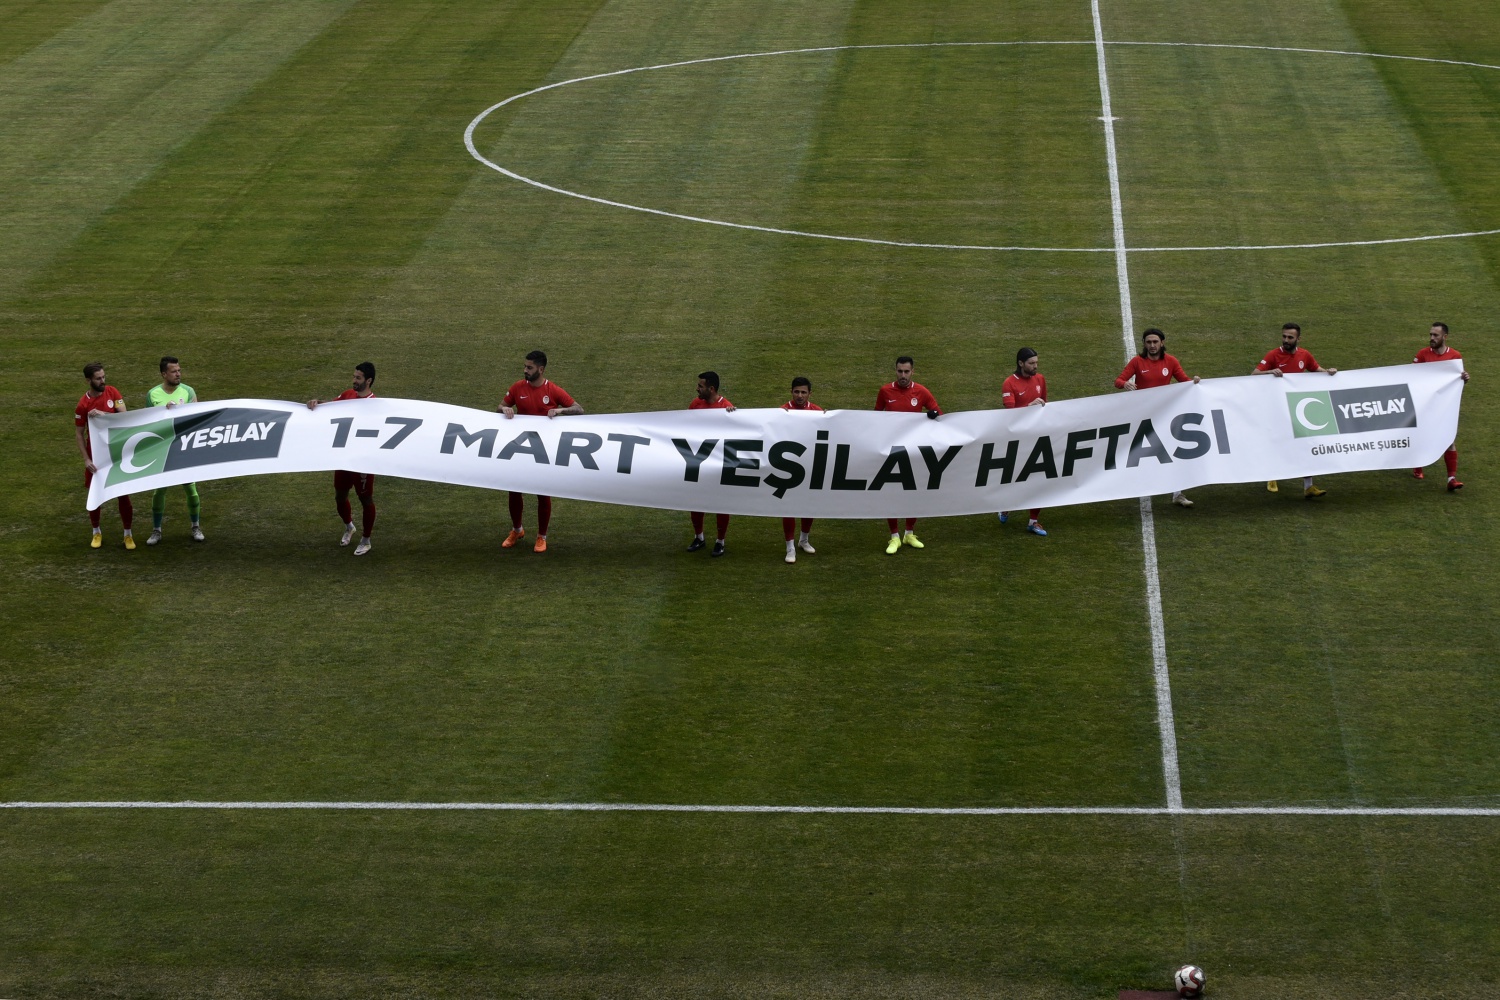 YEŞİLAY
1-7 MART YEŞİLAY HAFTASI
YEŞİLAY
GÜMÜŞHANE ŞUBESİ